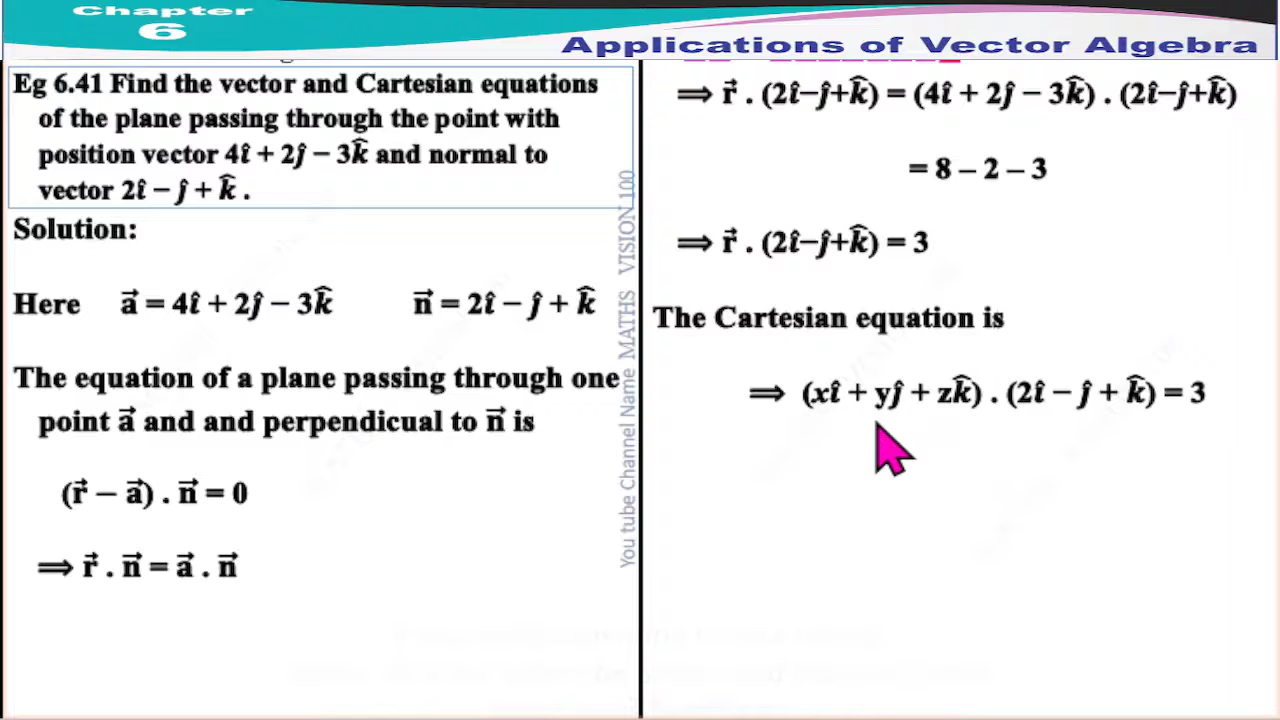 Chapter
6
Applications of Vector Algebra
Eg 6.41 Find the vector and Cartesian equations
of the plane passing through the point with
position vector 4î + 2ĵ − 3k̂ and normal to
vector 2î − ĵ + k̂ .
Solution:
Here a⃗ = 4î + 2ĵ − 3k̂ n⃗ = 2î − ĵ + k̂
The equation of a plane passing through one
point a⃗ and and perpendicual to n⃗ is
(r⃗ − a⃗) . n⃗ = 0
⟹ r⃗ . n⃗ = a⃗ . n⃗
You tube Channel Name MATHS VISION 100
⟹ r⃗ . (2î−ĵ+k̂) = (4î + 2ĵ − 3k̂) . (2î−ĵ+k̂)
= 8 – 2 – 3
⟹ r⃗ . (2î−ĵ+k̂) = 3
The Cartesian equation is
⟹ (xî + yĵ + zk̂) . (2î − ĵ + k̂) = 3